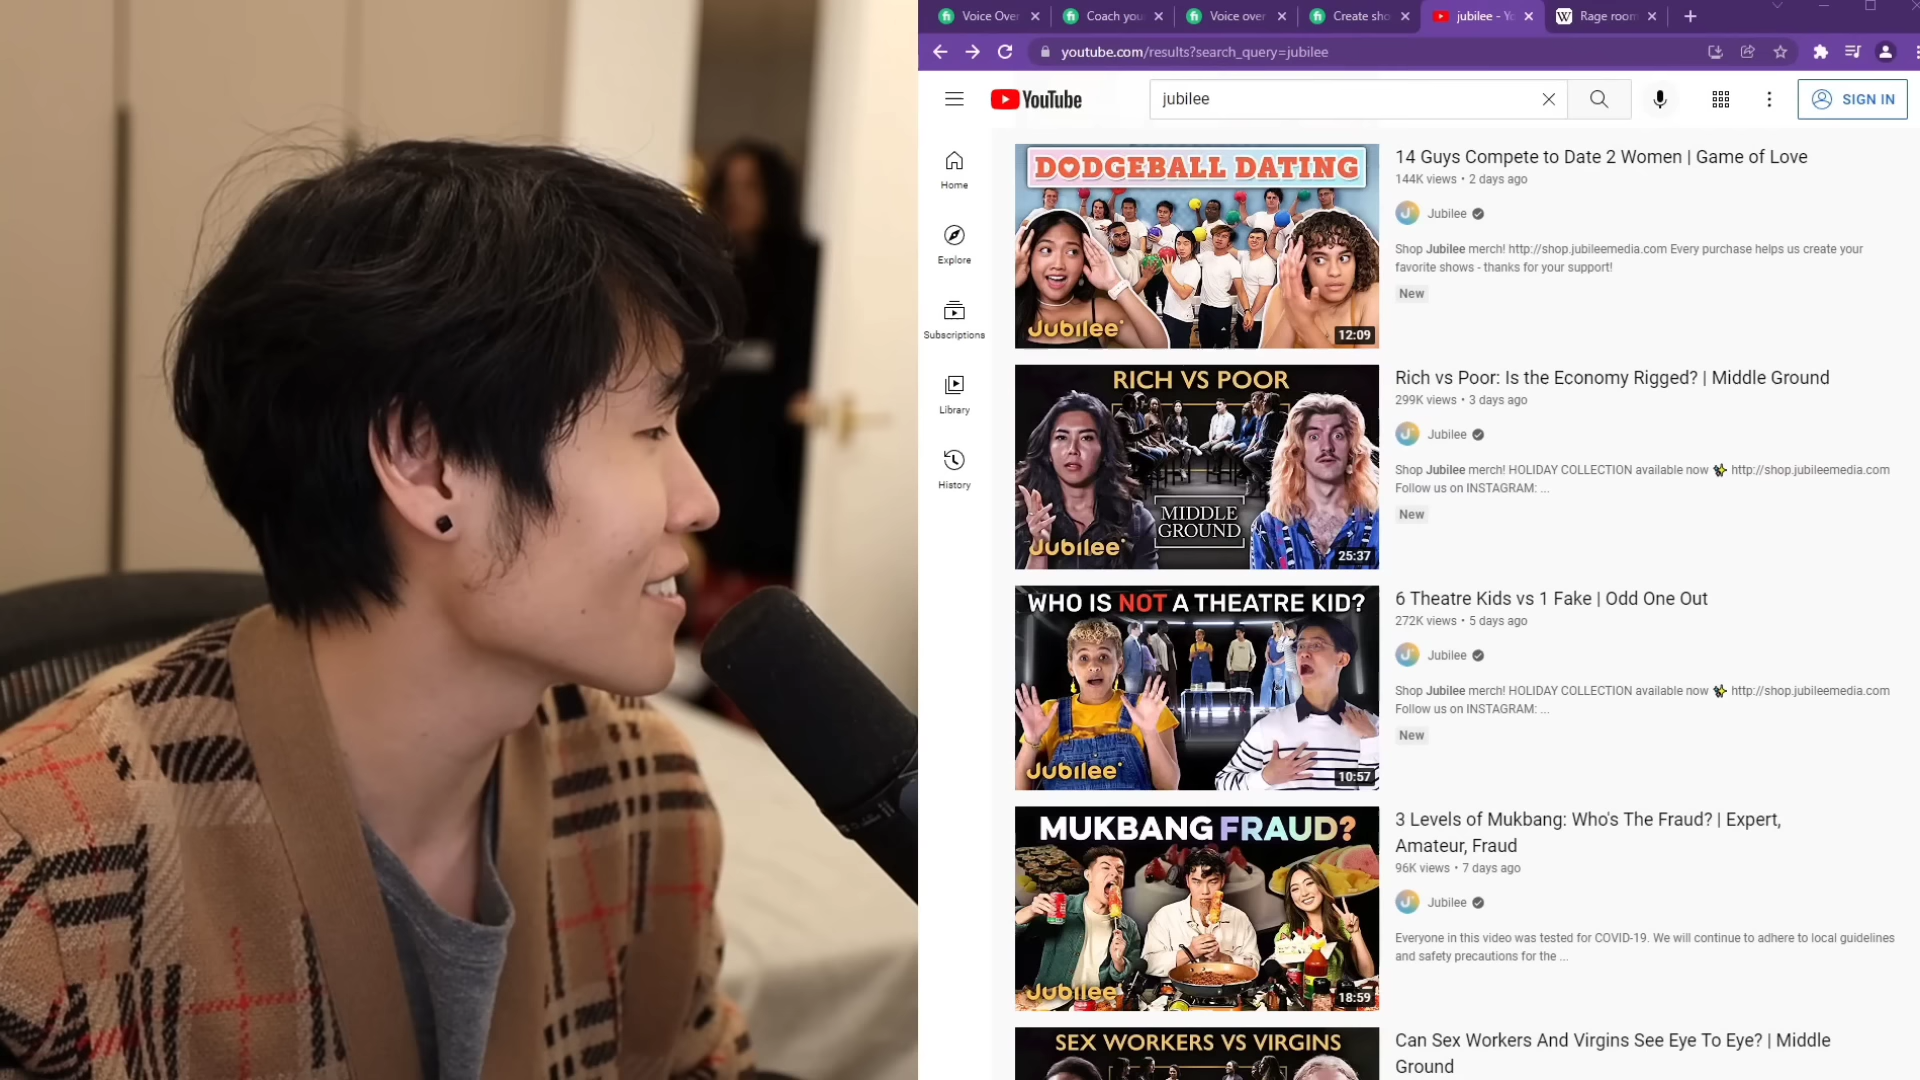 Voice Over
Coach you
Voice over
Create sho
jubilee - Yo
Rage room
youtube.com/results?search_query=jubilee
YouTube
jubilee
SIGN IN
Home
Explore
Subscriptions
Library
History
DODGEBALL DATING
Jubilee
12:09
14 Guys Compete to Date 2 Women | Game of Love
144K views • 2 days ago
Jubilee
Shop Jubilee merch! http://shop.jubileemedia.com Every purchase helps us create your
favorite shows - thanks for your support!
New
RICH VS POOR
MIDDLE
GROUND
Jubilee
25:37
Rich vs Poor: Is the Economy Rigged? | Middle Ground
299K views • 3 days ago
Jubilee
Shop Jubilee merch! HOLIDAY COLLECTION available now ✨ http://shop.jubileemedia.com
Follow us on INSTAGRAM: ...
New
WHO IS NOT A THEATRE KID?
Jubilee
10:57
6 Theatre Kids vs 1 Fake | Odd One Out
272K views • 5 days ago
Jubilee
Shop Jubilee merch! HOLIDAY COLLECTION available now ✨ http://shop.jubileemedia.com
Follow us on INSTAGRAM: ...
New
MUKBANG FRAUD?
Jubilee
18:59
3 Levels of Mukbang: Who's The Fraud? | Expert,
Amateur, Fraud
96K views • 7 days ago
Jubilee
Everyone in this video was tested for COVID-19. We will continue to adhere to local guidelines
and safety precautions for the ...
SEX WORKERS VS VIRGINS
Can Sex Workers And Virgins See Eye To Eye? | Middle
Ground